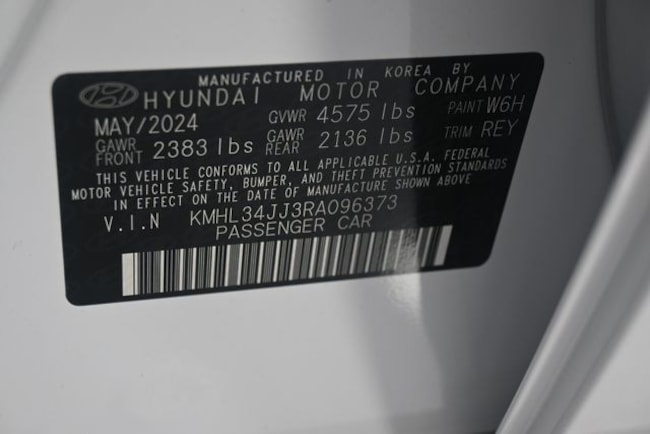 MANUFACTURED IN KOREA BY
HYUNDAI MOTOR COMPANY
MAY/2024 GVWR 4575 lbs PAINT W6H
GAWR FRONT 2383 lbs GAWR REAR 2136 lbs TRIM REY
THIS VEHICLE CONFORMS TO ALL APPLICABLE U.S.A. FEDERAL
MOTOR VEHICLE SAFETY, BUMPER, AND THEFT PREVENTION STANDARDS
IN EFFECT ON THE DATE OF MANUFACTURE SHOWN ABOVE
V.I.N KMHL34JJ3RA096373
PASSENGER CAR